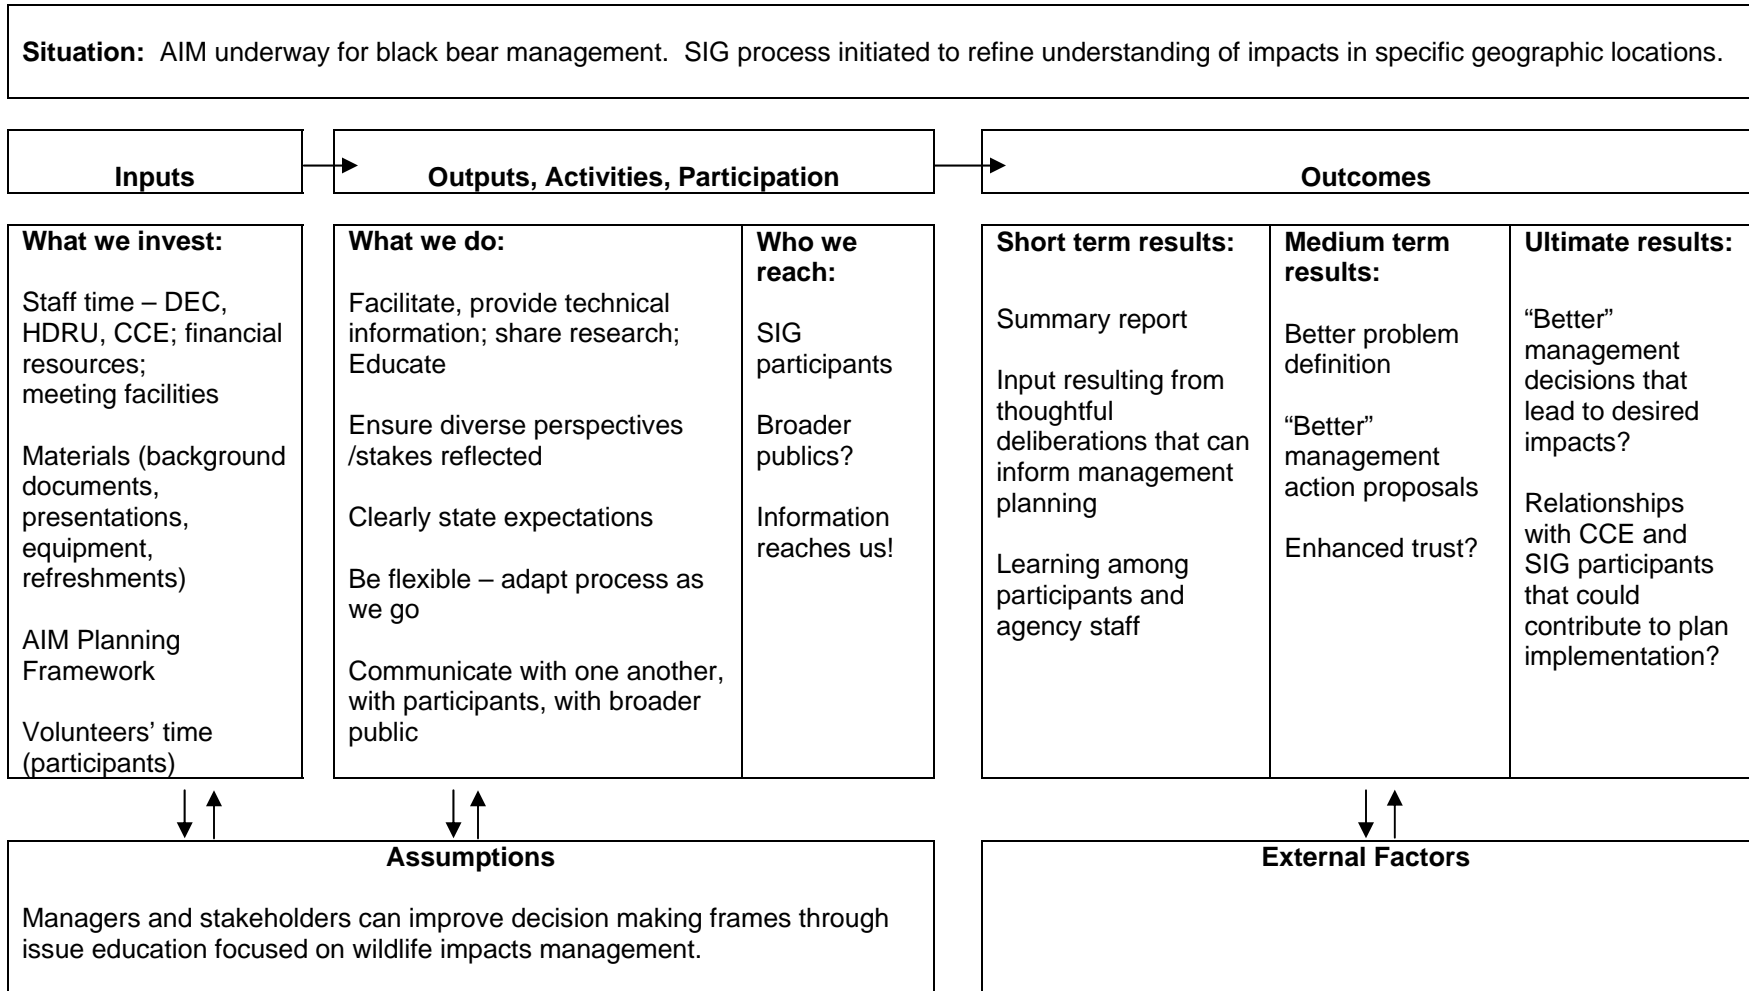 Situation: AIM underway for black bear management. SIG process initiated to refine understanding of impacts in specific geographic locations.
Inputs
Outputs, Activities, Participation
Outcomes
What we invest:
Staff time – DEC,
HDRU, CCE; financial
resources;
meeting facilities
Materials (background
documents,
presentations,
equipment,
refreshments)
AIM Planning
Framework
Volunteers’ time
(participants)
What we do:
Facilitate, provide technical
information; share research;
Educate
Ensure diverse perspectives
/stakes reflected
Clearly state expectations
Be flexible – adapt process as
we go
Communicate with one another,
with participants, with broader
public
Who we
reach:
SIG
participants
Broader
publics?
Information
reaches us!
Short term results:
Summary report
Input resulting from
thoughtful
deliberations that can
inform management
planning
Learning among
participants and
agency staff
Medium term
results:
Better problem
definition
“Better”
management
action proposals
Enhanced trust?
Ultimate results:
“Better”
management
decisions that
lead to desired
impacts?
Relationships
with CCE and
SIG participants
that could
contribute to plan
implementation?
Assumptions
Managers and stakeholders can improve decision making frames through
issue education focused on wildlife impacts management.
External Factors